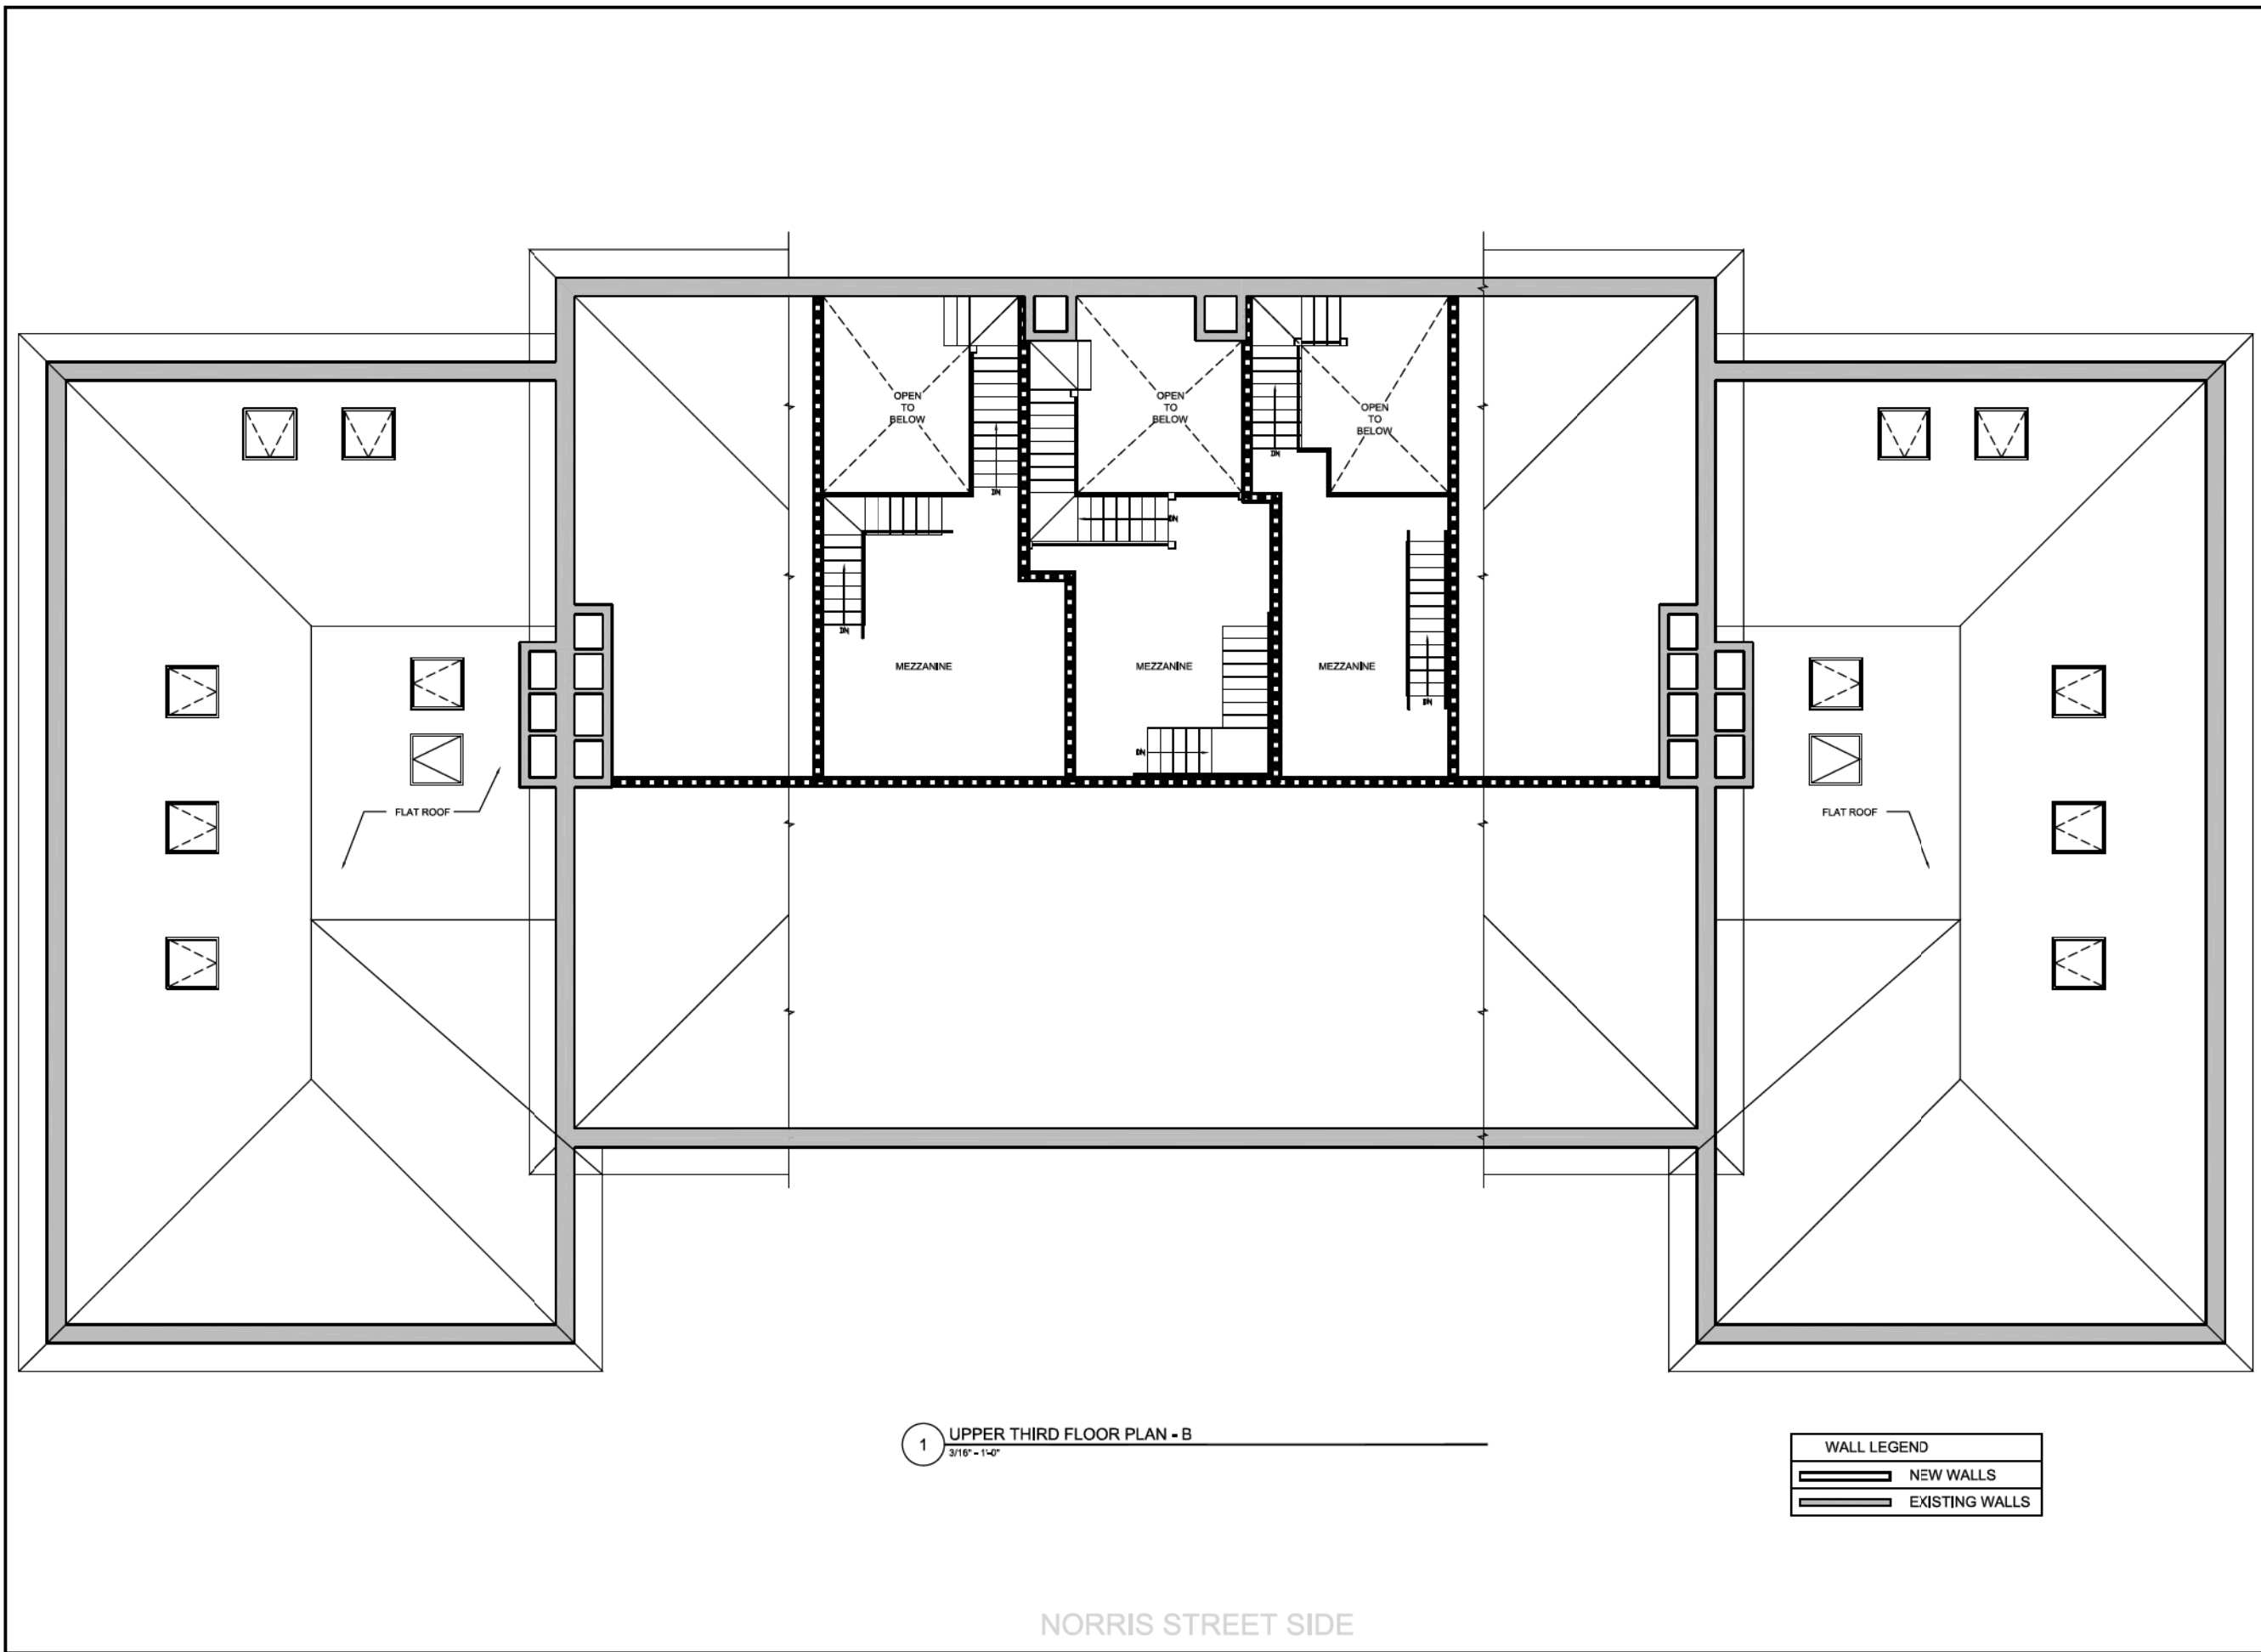 OPEN
TO
BELOW
OPEN
TO
BELOW
OPEN
TO
BELOW
DN
DN
DN
DN
MEZZANINE
MEZZANINE
MEZZANINE
DN
DN
FLAT ROOF
FLAT ROOF
1
UPPER THIRD FLOOR PLAN - B
3/16" = 1'-0"
WALL LEGEND
NEW WALLS
EXISTING WALLS
NORRIS STREET SIDE